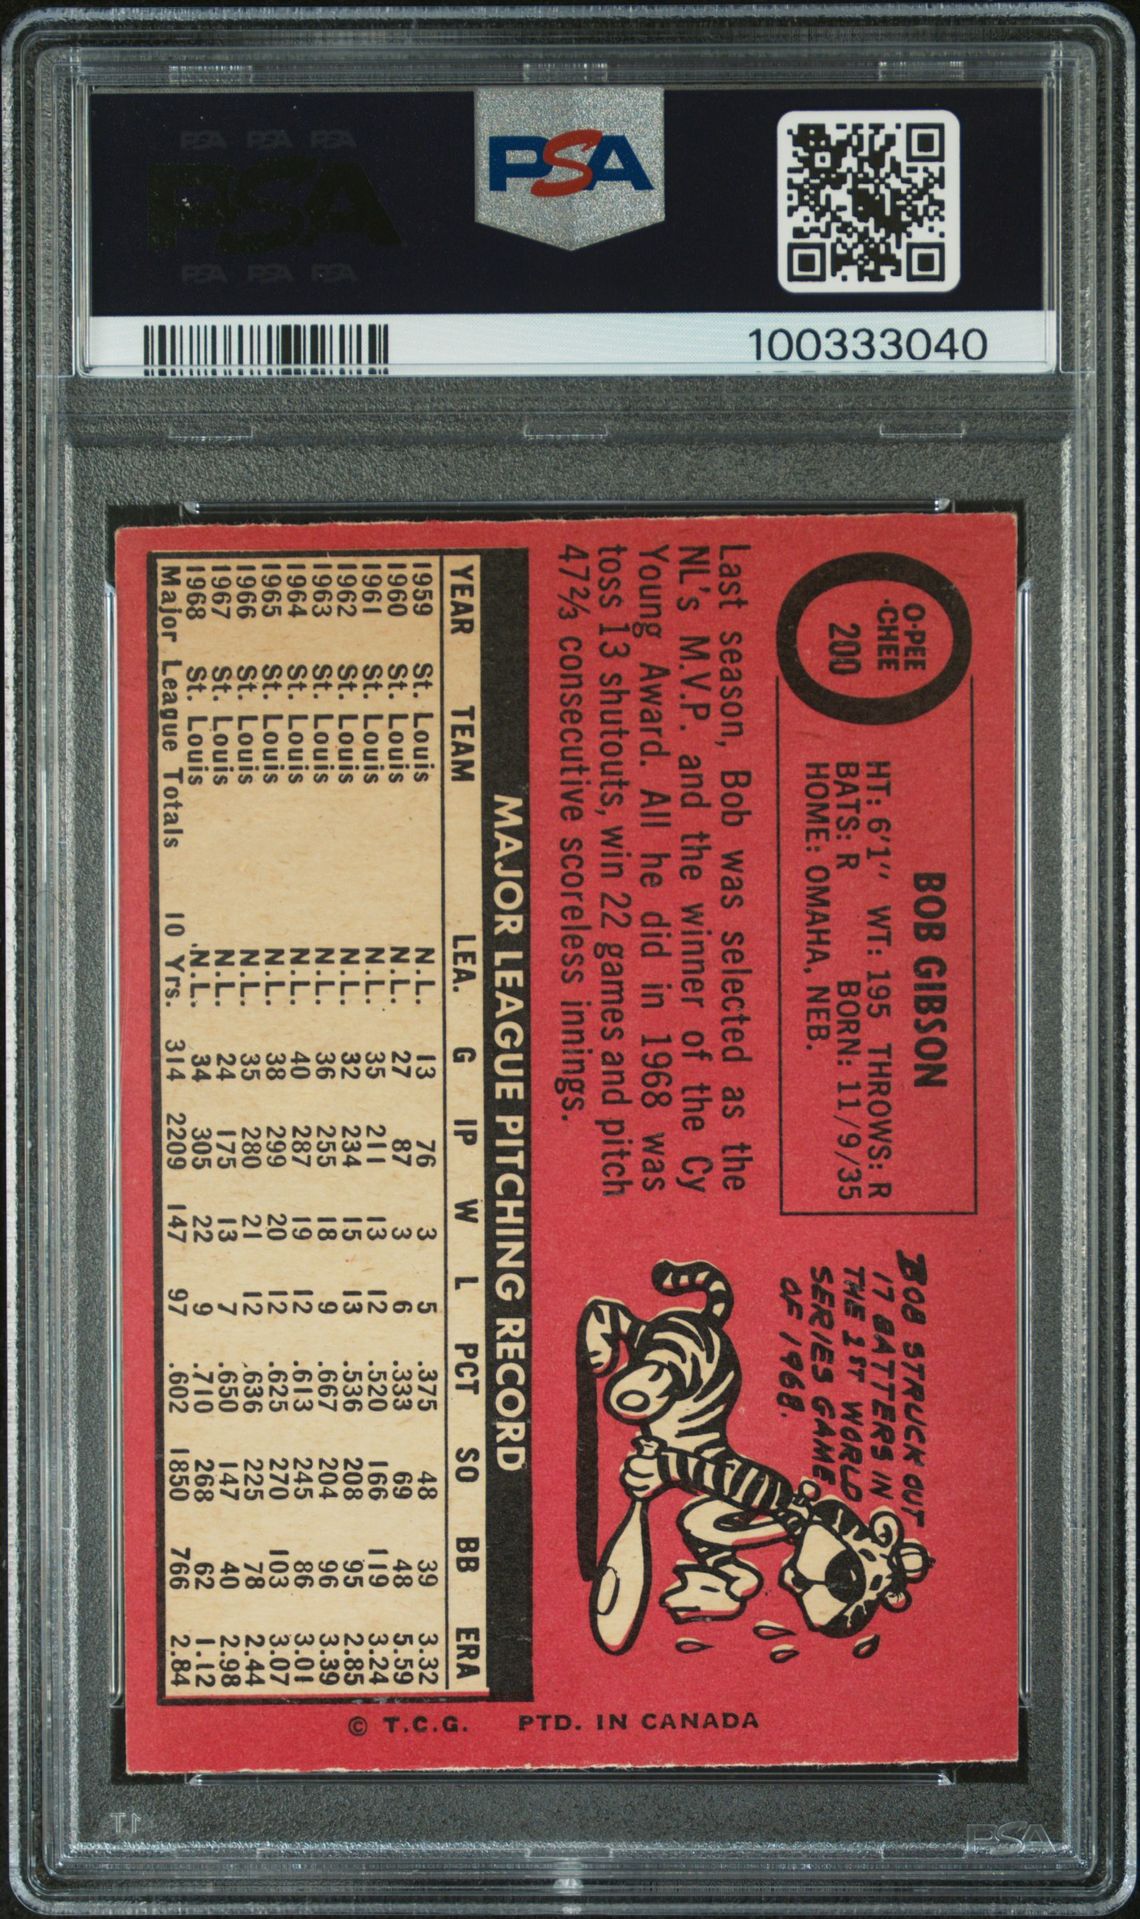 PSA PSA PSA
PSA
PSA PSA PSA
PSA
100333040
O-PEE
-CHEE
200
BOB GIBSON
HT: 6'1" WT: 195 THROWS: R
BATS: R BORN: 11/9/35
HOME: OMAHA, NEB.
Last season, Bob was selected as the
NL's M.V.P. and the winner of the Cy
Young Award. All he did in 1968 was
toss 13 shutouts, win 22 games and pitch
47⅔ consecutive scoreless innings.
BOB STRUCK OUT
17 BATTERS IN
THE 1ST WORLD
SERIES GAME
OF 1968.
MAJOR LEAGUE PITCHING RECORD
YEAR TEAM LEA. G IP W L PCT SO BB ERA
1959 St. Louis N.L. 13 76 3 5 .375 48 39 3.32
1960 St. Louis N.L. 27 87 3 6 .333 69 48 5.59
1961 St. Louis N.L. 35 211 13 12 .520 166 119 3.24
1962 St. Louis N.L. 32 234 15 13 .536 208 95 2.85
1963 St. Louis N.L. 36 255 18 9 .667 204 96 3.39
1964 St. Louis N.L. 40 287 19 12 .613 245 86 3.01
1965 St. Louis N.L. 38 299 20 12 .625 270 103 3.07
1966 St. Louis N.L. 35 280 21 12 .636 225 78 2.44
1967 St. Louis N.L. 24 175 13 7 .650 147 40 2.98
1968 St. Louis N.L. 34 305 22 9 .710 268 62 1.12
Major League Totals 10 Yrs. 314 2209 147 97 .602 1850 766 2.84
© T.C.G. PTD. IN CANADA
PSA